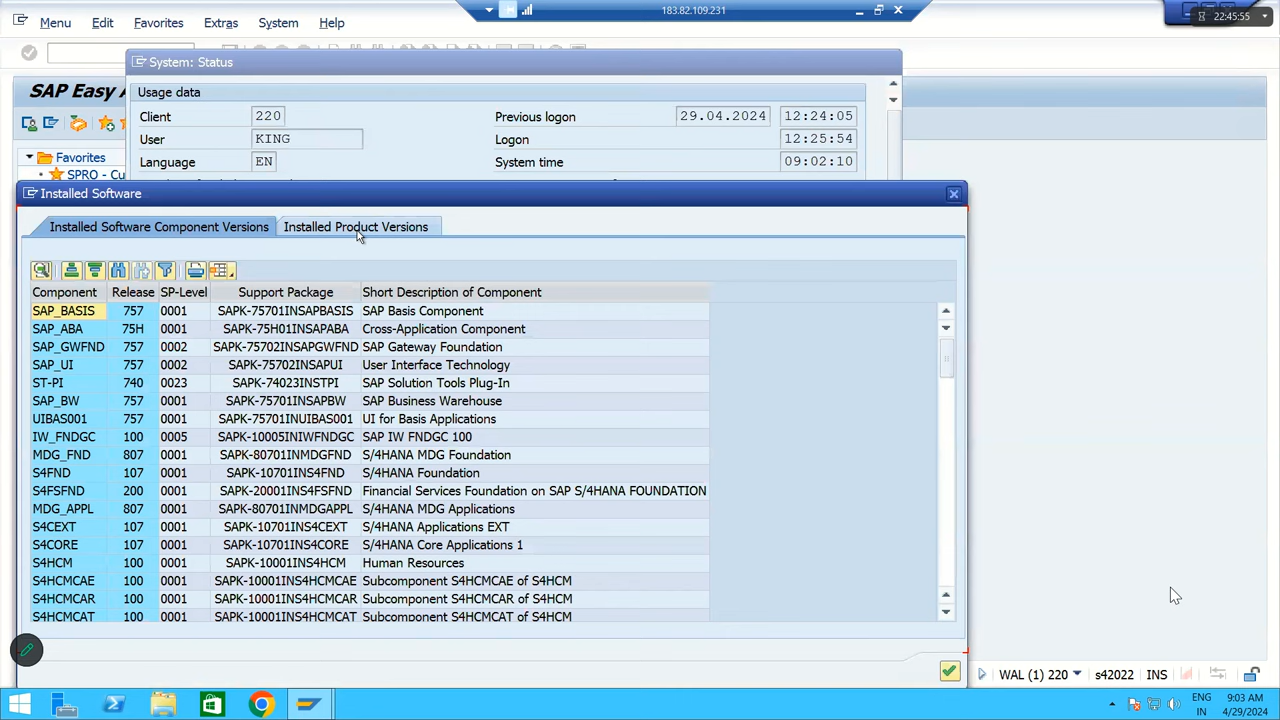 Menu Edit Favorites Extras System Help
183.82.109.231
22:45:55
System: Status
SAP Easy A
Usage data
Client 220 Previous logon 29.04.2024 12:24:05
User KING Logon 12:25:54
Language EN System time 09:02:10
Favorites
SPRO - Cu
Installed Software
Installed Software Component Versions Installed Product Versions
Component Release SP-Level Support Package Short Description of Component
SAP_BASIS 757 0001 SAPK-75701INSAPBASIS SAP Basis Component
SAP_ABA 75H 0001 SAPK-75H01INSAPABA Cross-Application Component
SAP_GWFND 757 0002 SAPK-75702INSAPGWFND SAP Gateway Foundation
SAP_UI 757 0002 SAPK-75702INSAPUI User Interface Technology
ST-PI 740 0023 SAPK-74023INSTPI SAP Solution Tools Plug-In
SAP_BW 757 0001 SAPK-75701INSAPBW SAP Business Warehouse
UIBAS001 757 0001 SAPK-75701INUIBAS001 UI for Basis Applications
IW_FNDGC 100 0005 SAPK-10005INIWFNDGC SAP IW FNDGC 100
MDG_FND 807 0001 SAPK-80701INMDGFND S/4HANA MDG Foundation
S4FND 107 0001 SAPK-10701INS4FND S/4HANA Foundation
S4FSFND 200 0001 SAPK-20001INS4FSFND Financial Services Foundation on SAP S/4HANA FOUNDATION
MDG_APPL 807 0001 SAPK-80701INMDGAPPL S/4HANA MDG Applications
S4CEXT 107 0001 SAPK-10701INS4CEXT S/4HANA Applications EXT
S4CORE 107 0001 SAPK-10701INS4CORE S/4HANA Core Applications 1
S4HCM 100 0001 SAPK-10001INS4HCM Human Resources
S4HCMCAE 100 0001 SAPK-10001INS4HCMCAE Subcomponent S4HCMCAE of S4HCM
S4HCMCAR 100 0001 SAPK-10001INS4HCMCAR Subcomponent S4HCMCAR of S4HCM
S4HCMCAT 100 0001 SAPK-10001INS4HCMCAT Subcomponent S4HCMCAT of S4HCM
WAL (1) 220 s42022 INS
ENG 9:03 AM
IN 4/29/2024